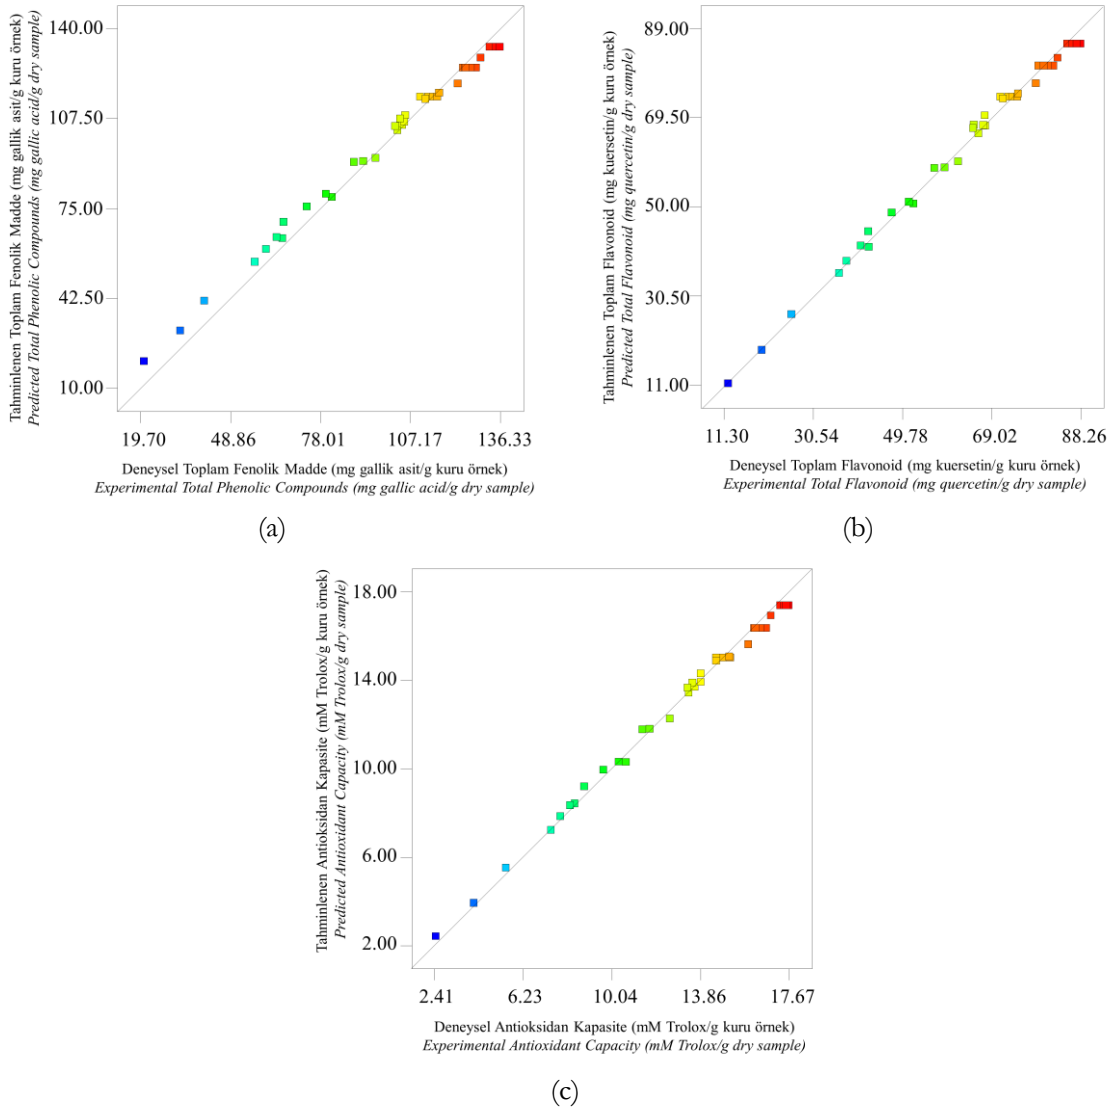 Tahminlenen Toplam Fenolik Madde (mg gallik asit/g kuru örnek)
Predicted Total Phenolic Compounds (mg gallic acid/g dry sample)
140.00
107.50
75.00
42.50
10.00
19.70 48.86 78.01 107.17 136.33
Deneysel Toplam Fenolik Madde (mg gallik asit/g kuru örnek)
Experimental Total Phenolic Compounds (mg gallic acid/g dry sample)
(a)
Tahminlenen Toplam Flavonoid (mg kuersetin/g kuru örnek)
Predicted Total Flavonoid (mg quercetin/g dry sample)
89.00
69.50
50.00
30.50
11.00
11.30 30.54 49.78 69.02 88.26
Deneysel Toplam Flavonoid (mg kuersetin/g kuru örnek)
Experimental Total Flavonoid (mg quercetin/g dry sample)
(b)
Tahminlenen Antioksidan Kapasite (mM Trolox/g kuru örnek)
Predicted Antioxidant Capacity (mM Trolox/g dry sample)
18.00
14.00
10.00
6.00
2.00
2.41 6.23 10.04 13.86 17.67
Deneysel Antioksidan Kapasite (mM Trolox/g kuru örnek)
Experimental Antioxidant Capacity (mM Trolox/g dry sample)
(c)